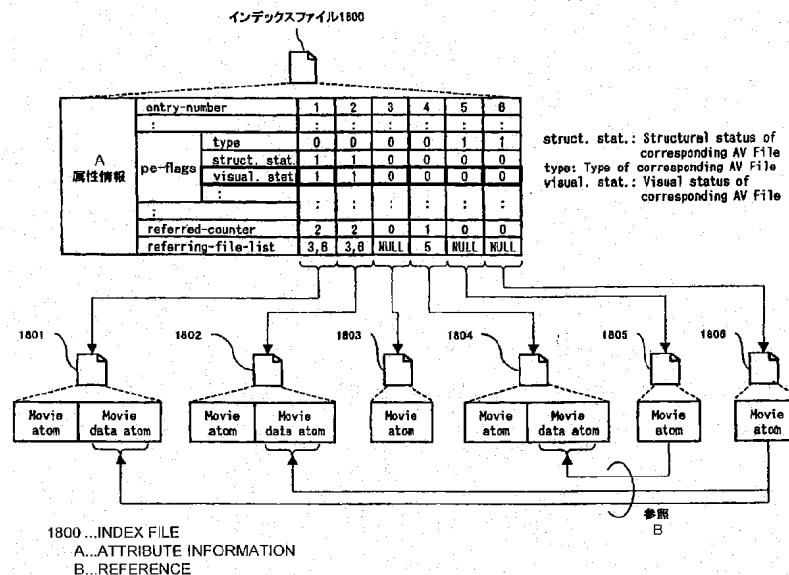 インデックスファイル1800
entry-number 1 2 3 4 5 6
: : : : : : :
A
属性情報
pe-flags
type 0 0 0 0 1 1
struct. stat. 1 1 0 0 0 0
visual. stat 1 1 0 0 0 0
: : : : : : :
: : : : : : :
referred-counter 2 2 0 1 0 0
referring-file-list 3,6 3,6 NULL 5 NULL NULL
struct. stat.: Structural status of
corresponding AV File
type: Type of corresponding AV File
visual. stat.: Visual status of
corresponding AV File
1801 1802 1803 1804 1805 1806
Movie atom
Movie data atom
Movie atom
Movie data atom
Movie atom
Movie atom
Movie data atom
Movie atom
Movie atom
参照
B
1800 ...INDEX FILE
A...ATTRIBUTE INFORMATION
B...REFERENCE